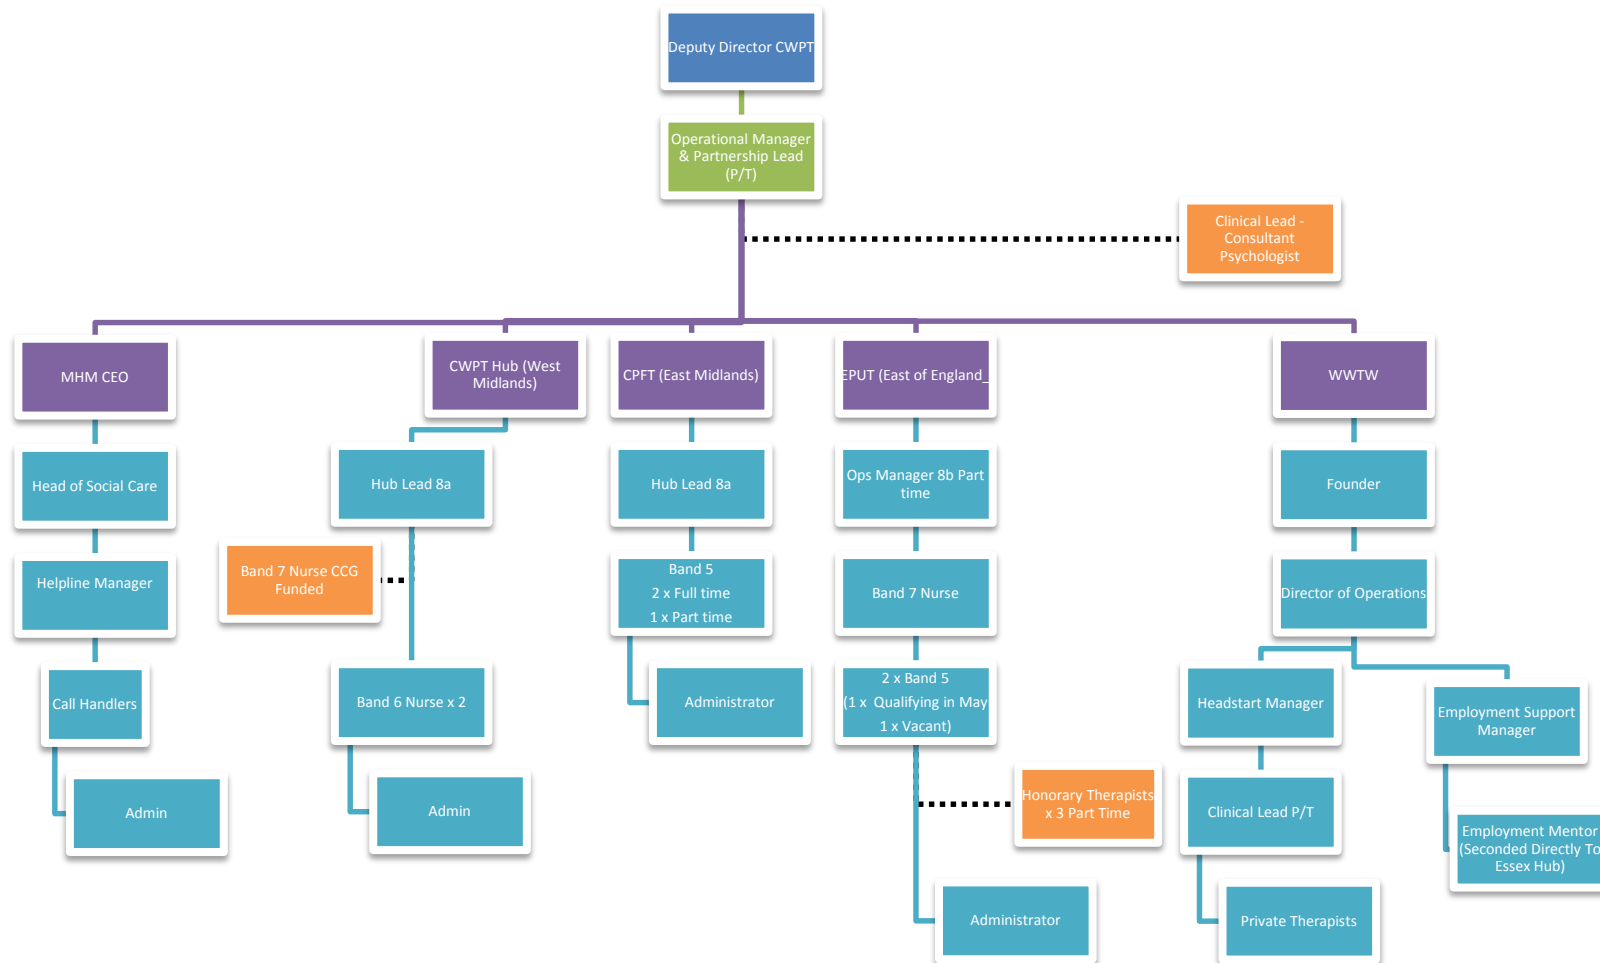 Deputy Director CWPT
Operational Manager
& Partnership Lead
(P/T)
Clinical Lead -
Consultant
Psychologist
MHM CEO
CWPT Hub (West
Midlands)
CPFT (East Midlands)
EPUT (East of England_
WWTW
Head of Social Care
Hub Lead 8a
Hub Lead 8a
Ops Manager 8b Part
time
Founder
Helpline Manager
Band 7 Nurse CCG
Funded
Band 5
2 x Full time
1 x Part time
Band 7 Nurse
Director of Operations
Call Handlers
Band 6 Nurse x 2
Administrator
2 x Band 5
(1 x Qualifying in May
1 x Vacant)
Headstart Manager
Employment Support
Manager
Admin
Admin
Honorary Therapists
x 3 Part Time
Clinical Lead P/T
Employment Mentor
(Seconded Directly To
Essex Hub)
Administrator
Private Therapists